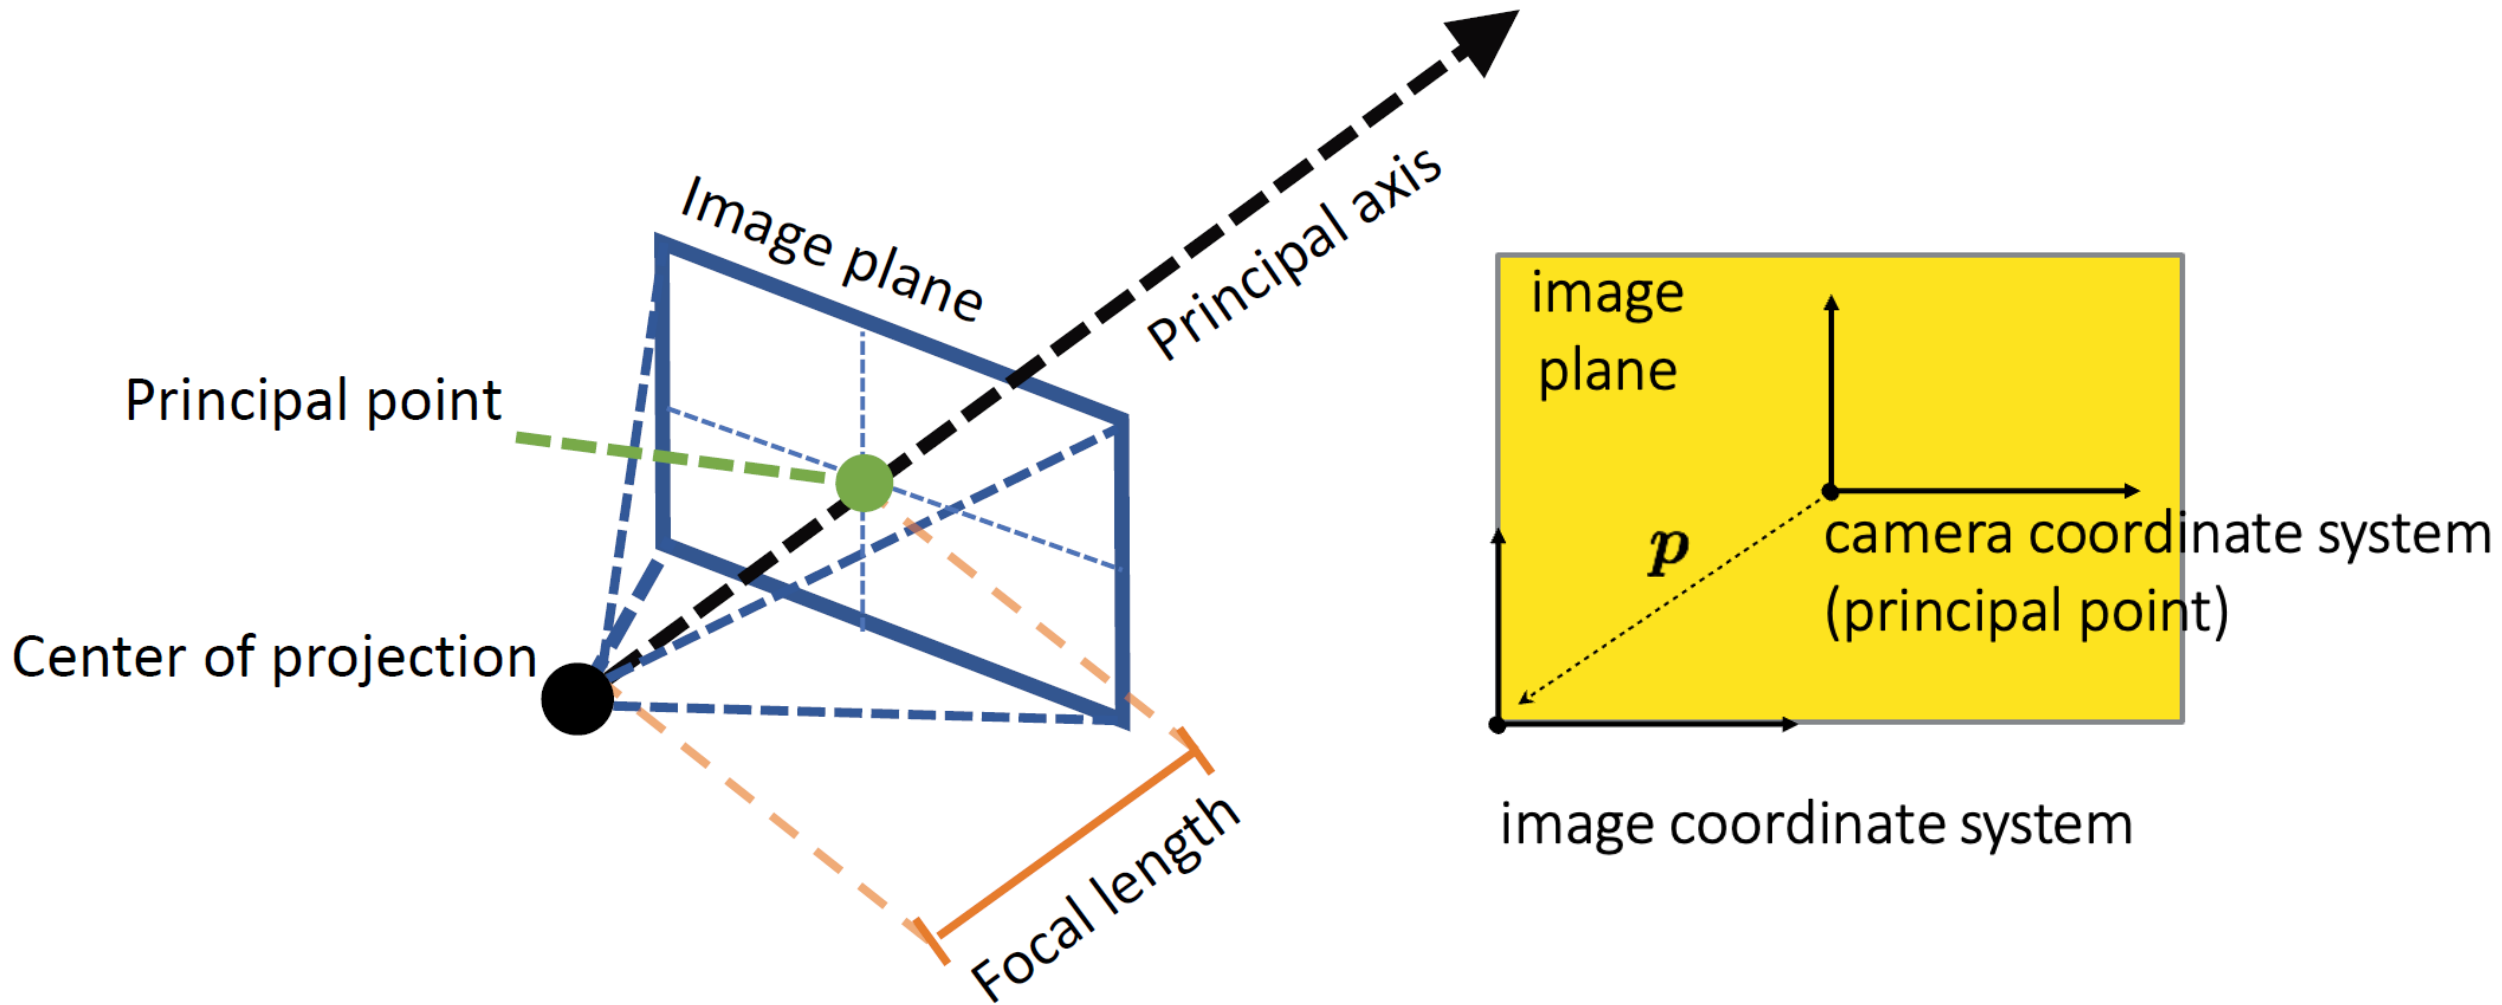 Image plane
Principal axis
Principal point
Center of projection
Focal length
image
plane
p
camera coordinate system
(principal point)
image coordinate system